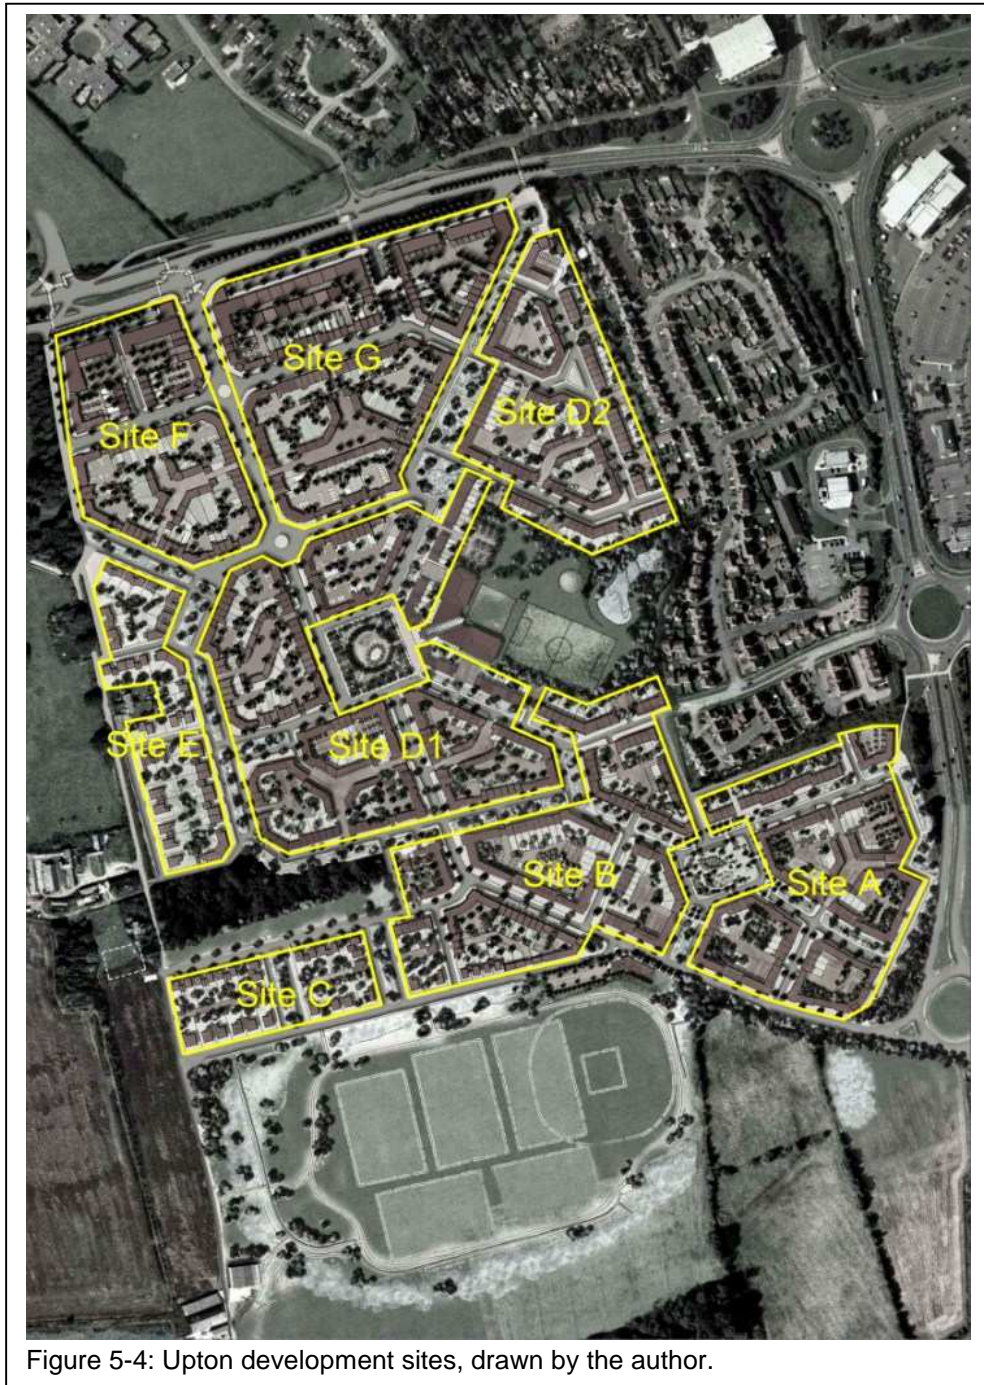 Site G
Site D2
Site F
Site E
Site D1
Site B
Site A
Site C
Figure 5-4: Upton development sites, drawn by the author.